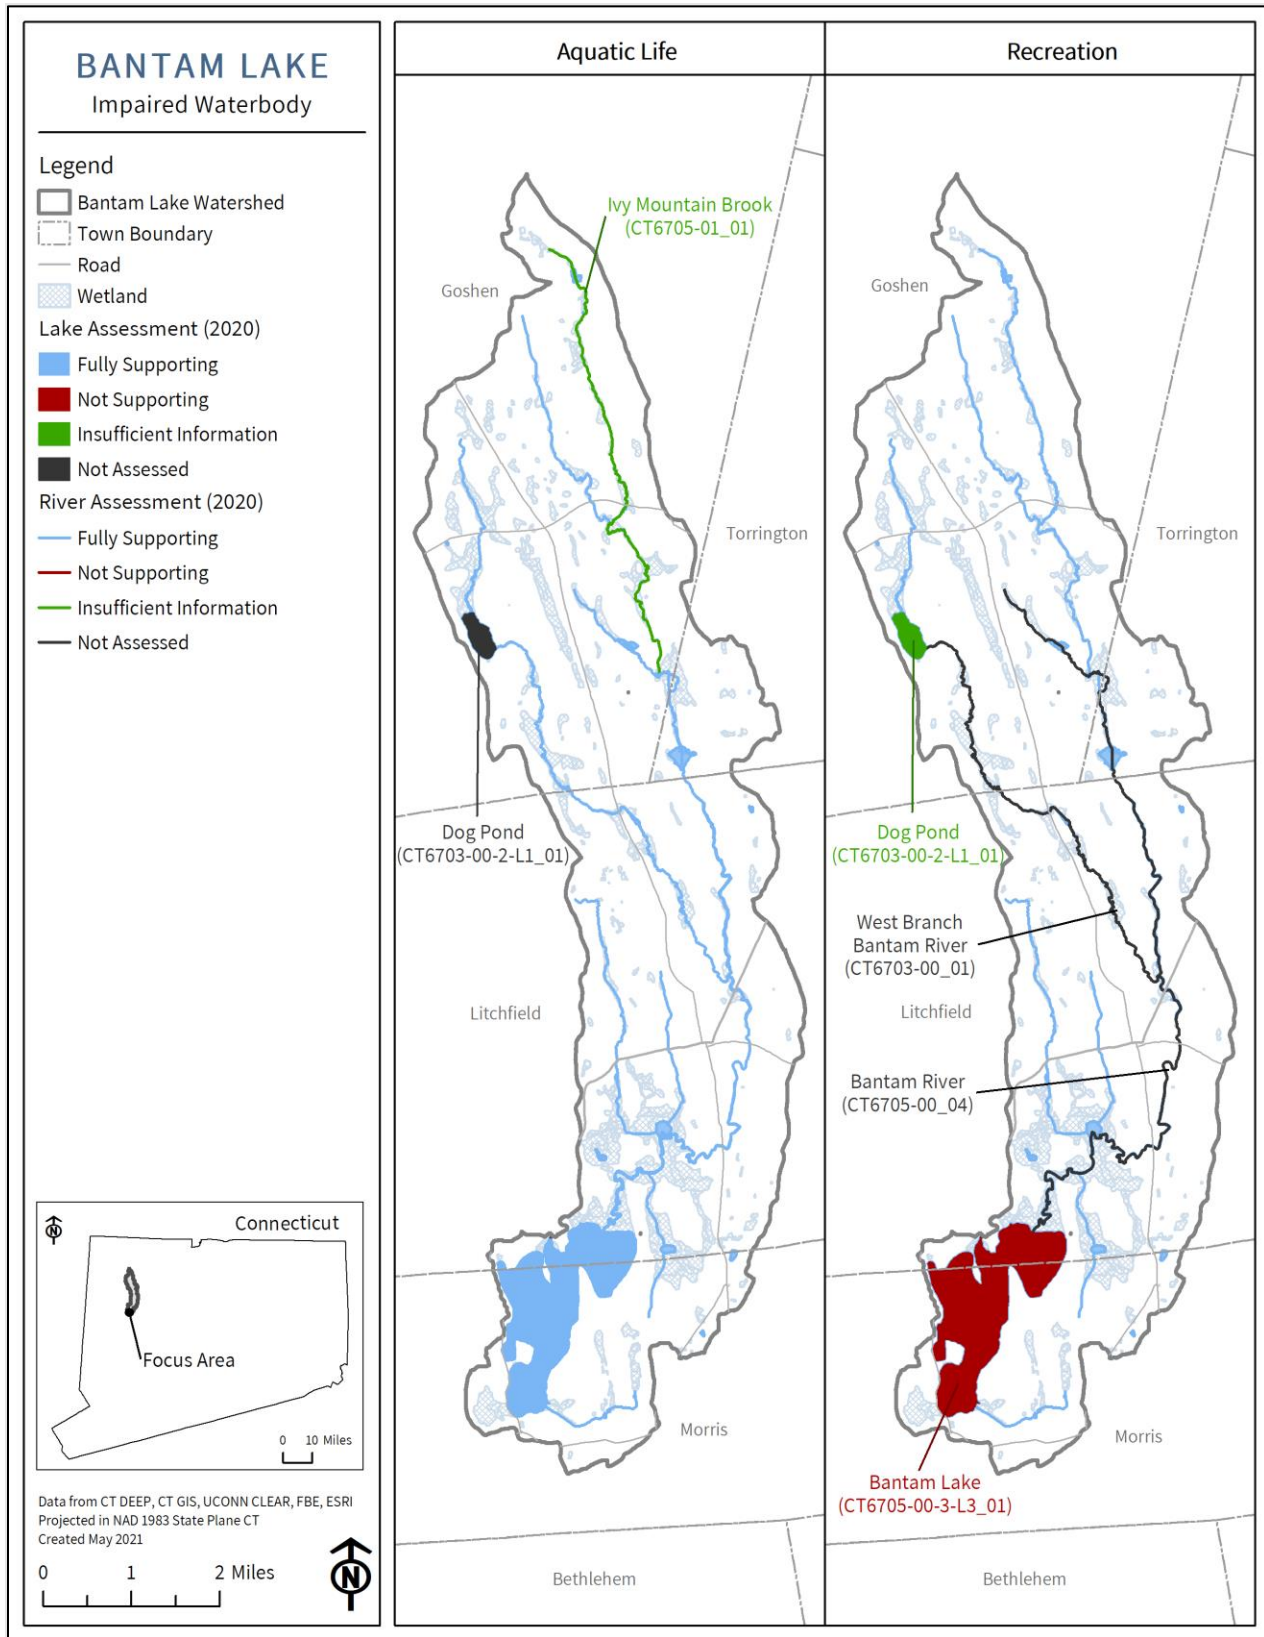 BANTAM LAKE
Impaired Waterbody
Legend
Bantam Lake Watershed
Town Boundary
Road
Wetland
Lake Assessment (2020)
Fully Supporting
Not Supporting
Insufficient Information
Not Assessed
River Assessment (2020)
Fully Supporting
Not Supporting
Insufficient Information
Not Assessed
N
Connecticut
Focus Area
0 10 Miles
Data from CT DEEP, CT GIS, UCONN CLEAR, FBE, ESRI
Projected in NAD 1983 State Plane CT
Created May 2021
0 1 2 Miles
N
Aquatic Life
Ivy Mountain Brook
(CT6705-01_01)
Goshen
Torrington
Dog Pond
(CT6703-00-2-L1_01)
Litchfield
Morris
Bethlehem
Recreation
Goshen
Torrington
Dog Pond
(CT6703-00-2-L1_01)
West Branch
Bantam River
(CT6703-00_01)
Litchfield
Bantam River
(CT6705-00_04)
Morris
Bantam Lake
(CT6705-00-3-L3_01)
Bethlehem